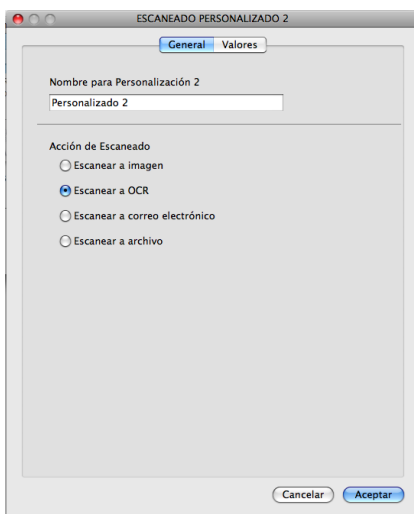 ESCANEADO PERSONALIZADO 2
General Valores
Nombre para Personalización 2
Personalizado 2
Acción de Escaneado
Escanear a imagen
Escanear a OCR
Escanear a correo electrónico
Escanear a archivo
Cancelar Aceptar